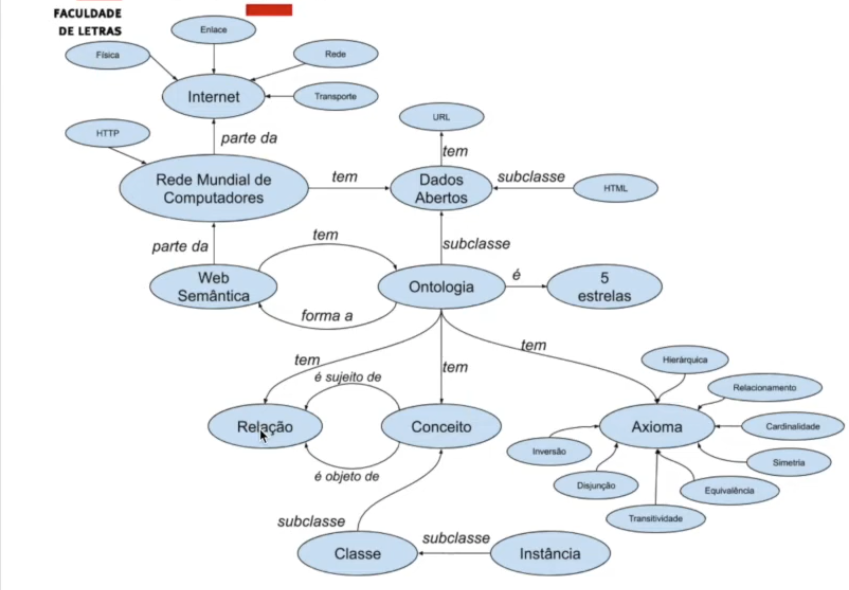 FACULDADE
DE LETRAS
Enlace
Física
Rede
Internet
Transporte
HTTP
parte da
URL
tem
Rede Mundial de
Computadores
tem
Dados
Abertos
subclasse
HTML
parte da
tem
subclasse
Web
Semântica
Ontologia
é
5
estrelas
forma a
tem
tem
tem
é sujeito de
Hierárquica
Relacionamento
Relação
Conceito
Axioma
Cardinalidade
Inversão
Simetria
é objeto de
Disjunção
Equivalência
Transitividade
subclasse
subclasse
Classe
Instância